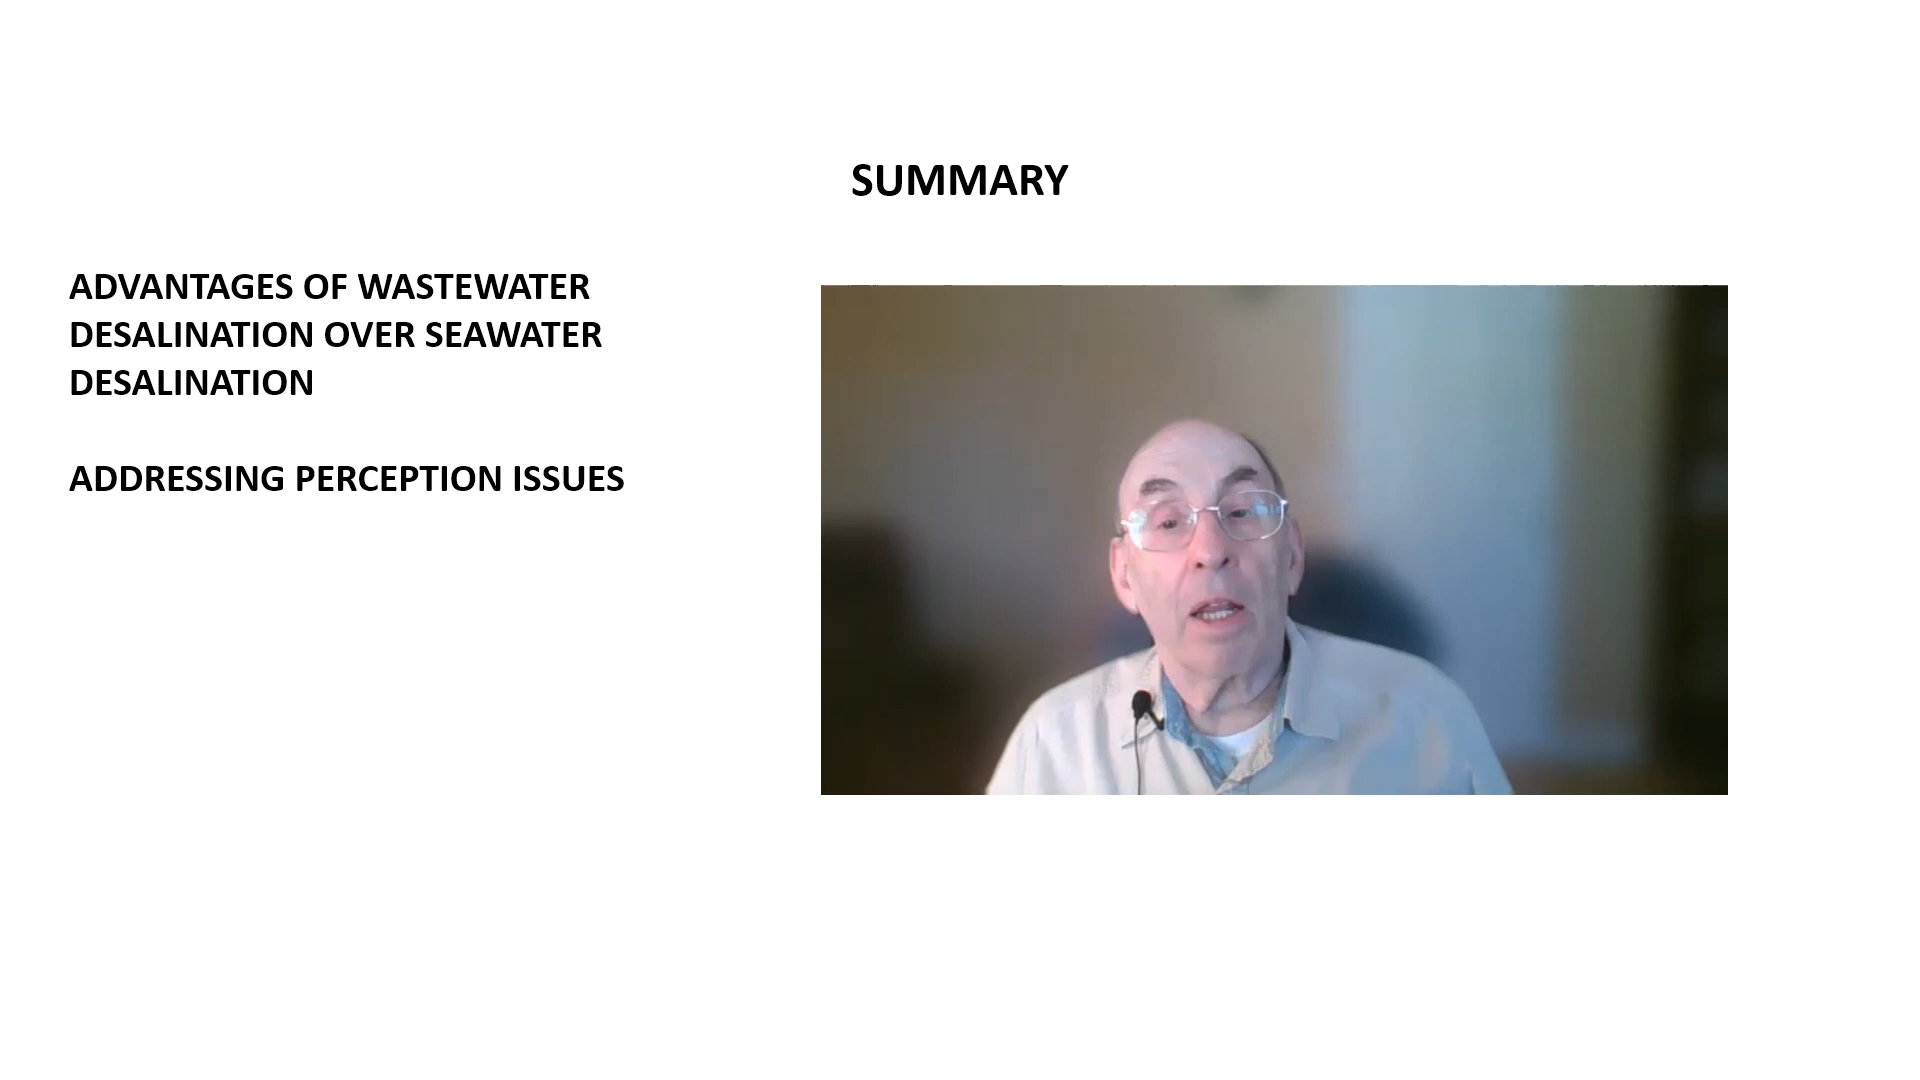 SUMMARY
ADVANTAGES OF WASTEWATER
DESALINATION OVER SEAWATER
DESALINATION
ADDRESSING PERCEPTION ISSUES